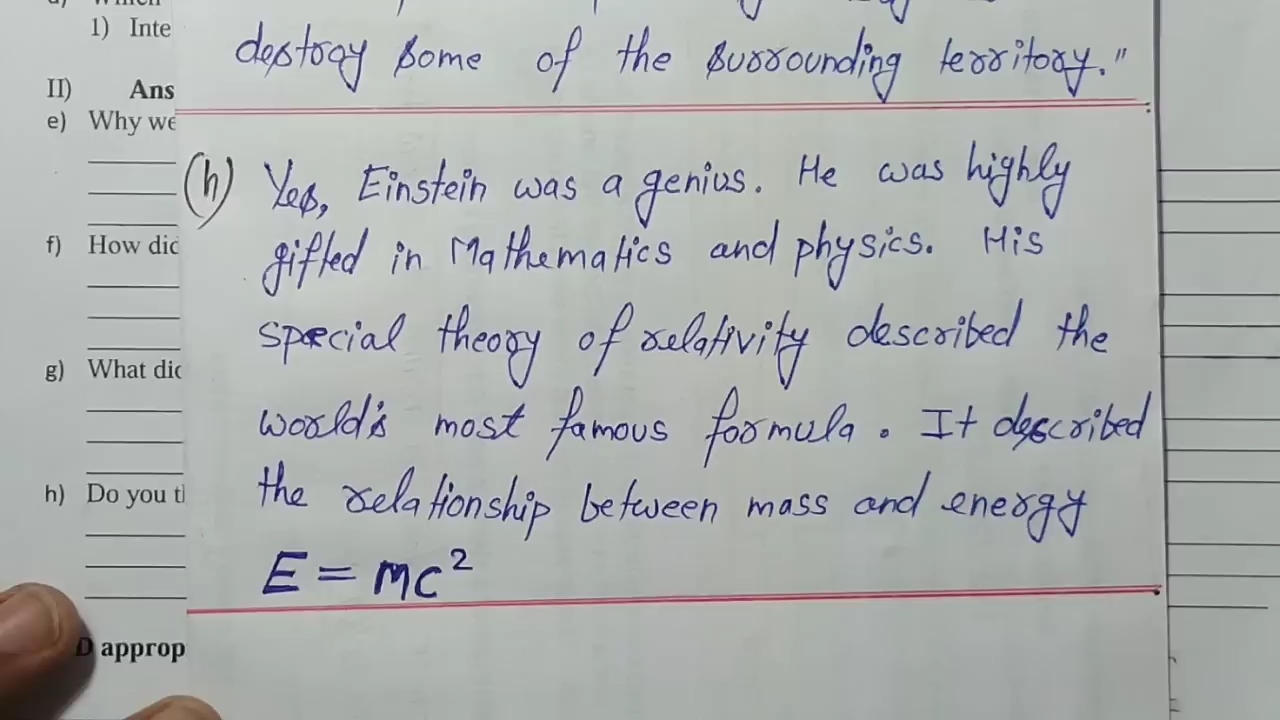 1) Inte
destroy some of the surrounding territory."
II) Ans
e) Why we
(h) Yes, Einstein was a genius. He was highly
gifted in Mathematics and physics. His
f) How did
special theory of relativity described the
g) What did
world's most famous formula. It described
the relationship between mass and energy
h) Do you t
E = mc²
D approp